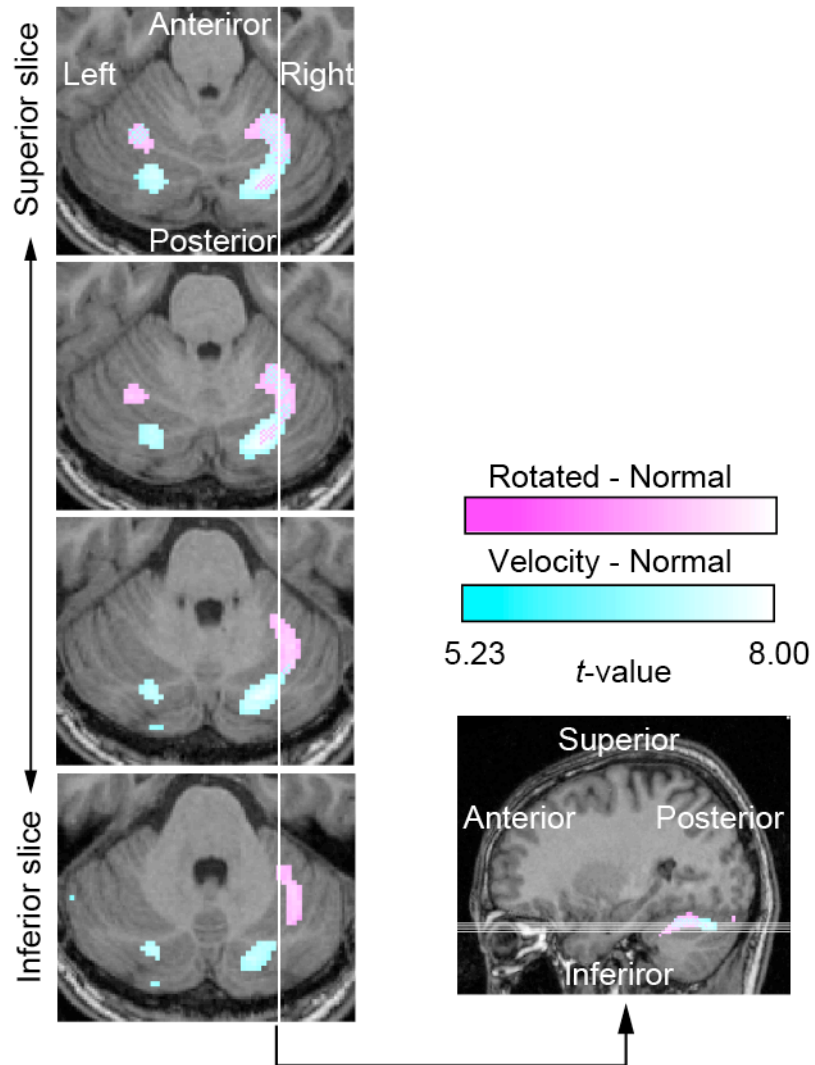 Superior slice
Inferior slice
Anteriror
Left
Right
Posterior
Rotated - Normal
Velocity - Normal
5.23
8.00
t-value
Superior
Anterior
Posterior
Inferiror